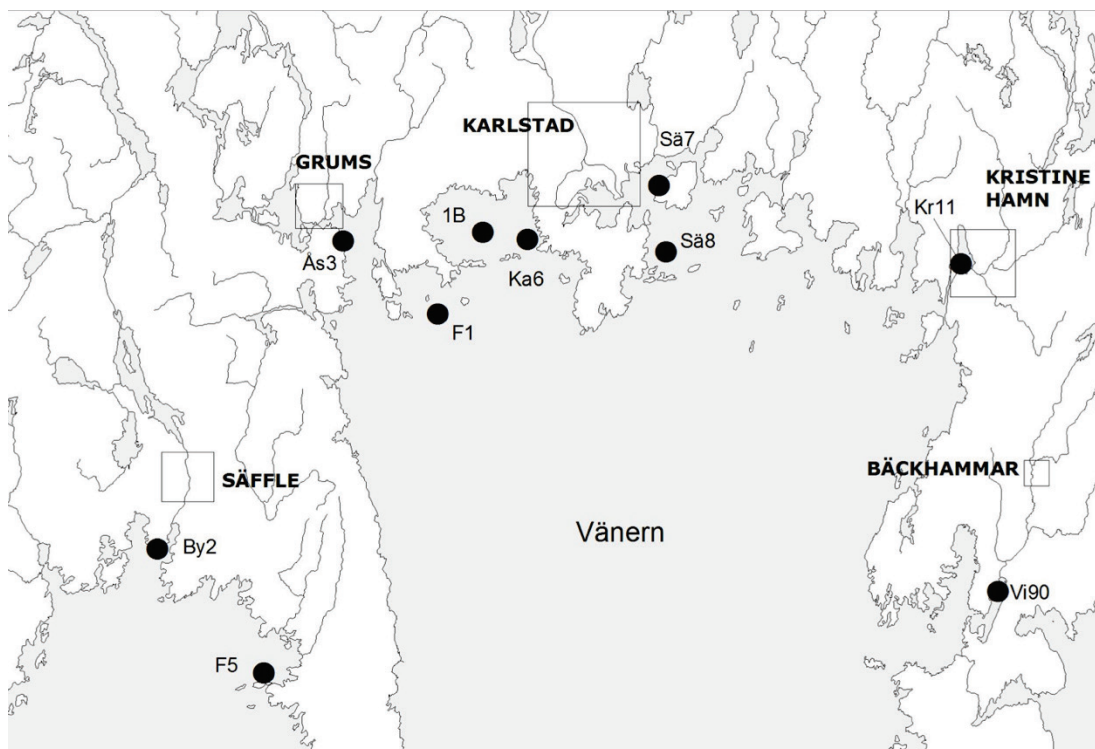 KARLSTAD
Sä7
GRUMS
KRISTINE
HAMN
Kr11
1B
Ås3
Ka6
Sä8
F1
BÄCKHAMMAR
SÄFFLE
Vänern
By2
Vi90
F5